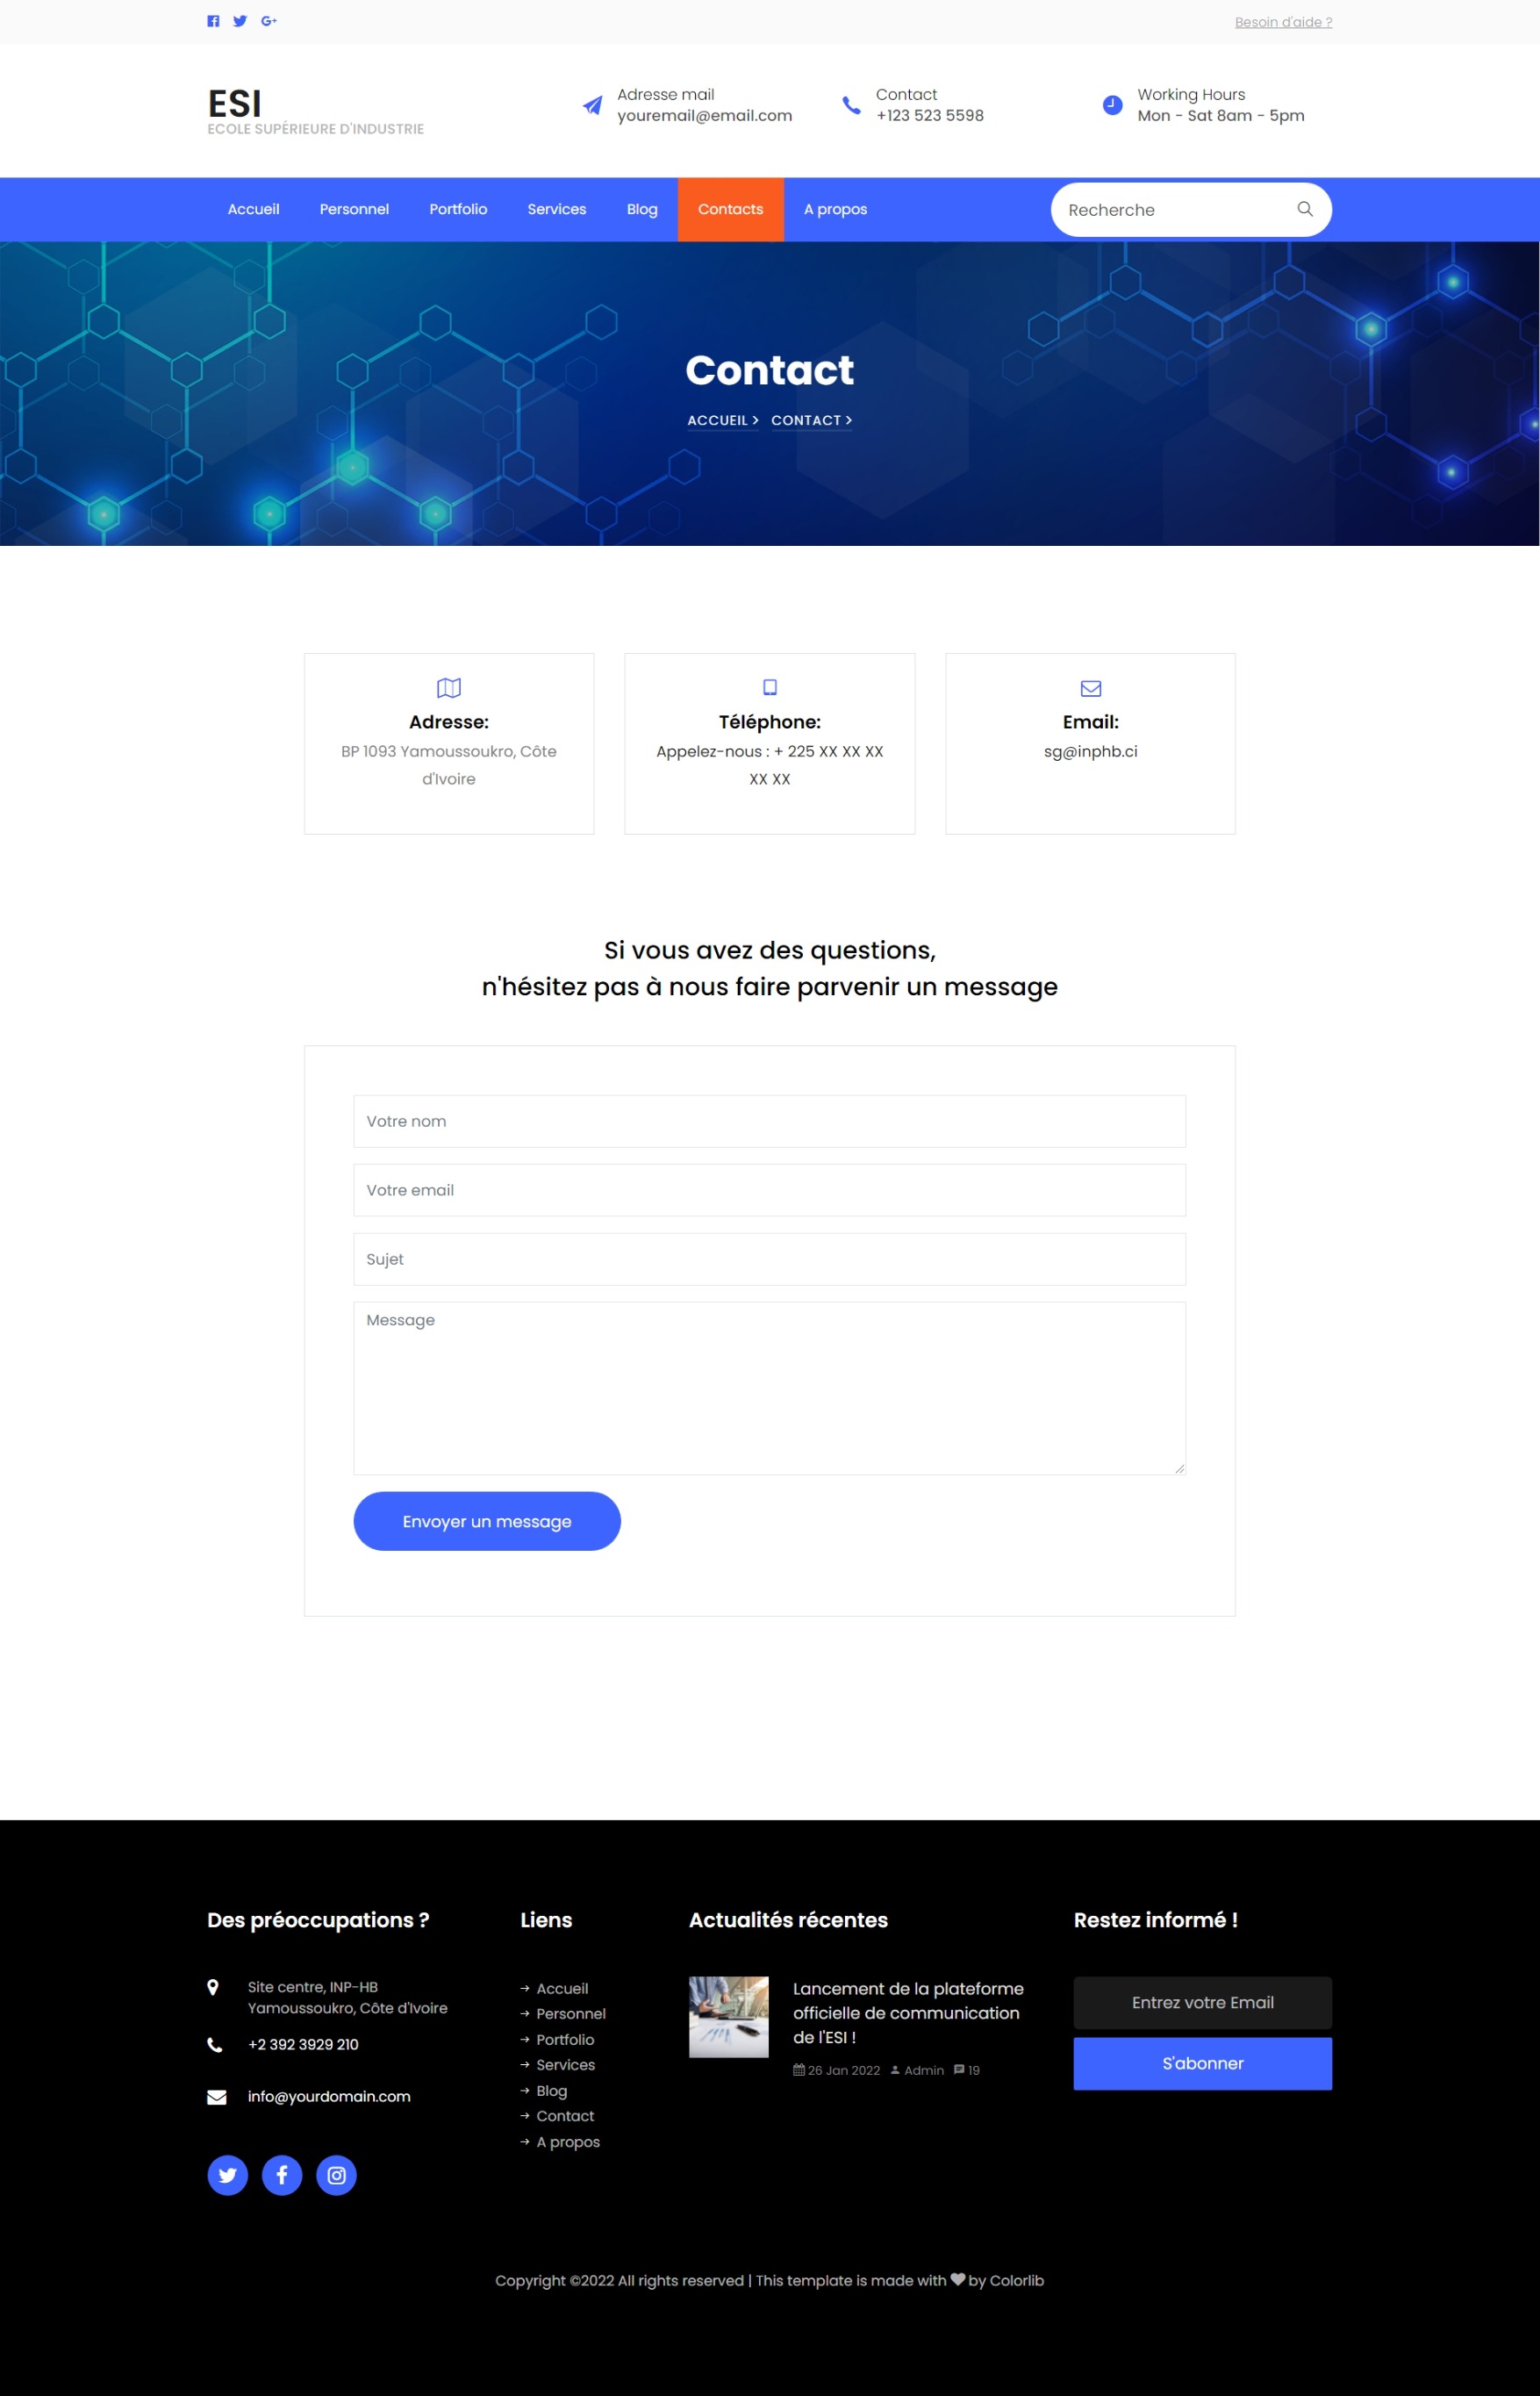 Besoin d'aide ?
ESI
ECOLE SUPÉRIEURE D'INDUSTRIE
Adresse mail
youremail@email.com
Contact
+123 523 5598
Working Hours
Mon - Sat 8am - 5pm
Accueil
Personnel
Portfolio
Services
Blog
Contacts
A propos
Recherche
Contact
ACCUEIL >
CONTACT >
Adresse:
BP 1093 Yamoussoukro, Côte
d'Ivoire
Téléphone:
Appelez-nous : + 225 XX XX XX
XX XX
Email:
sg@inphb.ci
Si vous avez des questions,
n'hésitez pas à nous faire parvenir un message
Votre nom
Votre email
Sujet
Message
Envoyer un message
Des préoccupations ?
Site centre, INP-HB
Yamoussoukro, Côte d'Ivoire
+2 392 3929 210
info@yourdomain.com
Liens
→ Accueil
→ Personnel
→ Portfolio
→ Services
→ Blog
→ Contact
→ A propos
Actualités récentes
Lancement de la plateforme
officielle de communication
de l'ESI !
26 Jan 2022 Admin 19
Restez informé !
Entrez votre Email
S'abonner
Copyright ©2022 All rights reserved | This template is made with ♥ by Colorlib